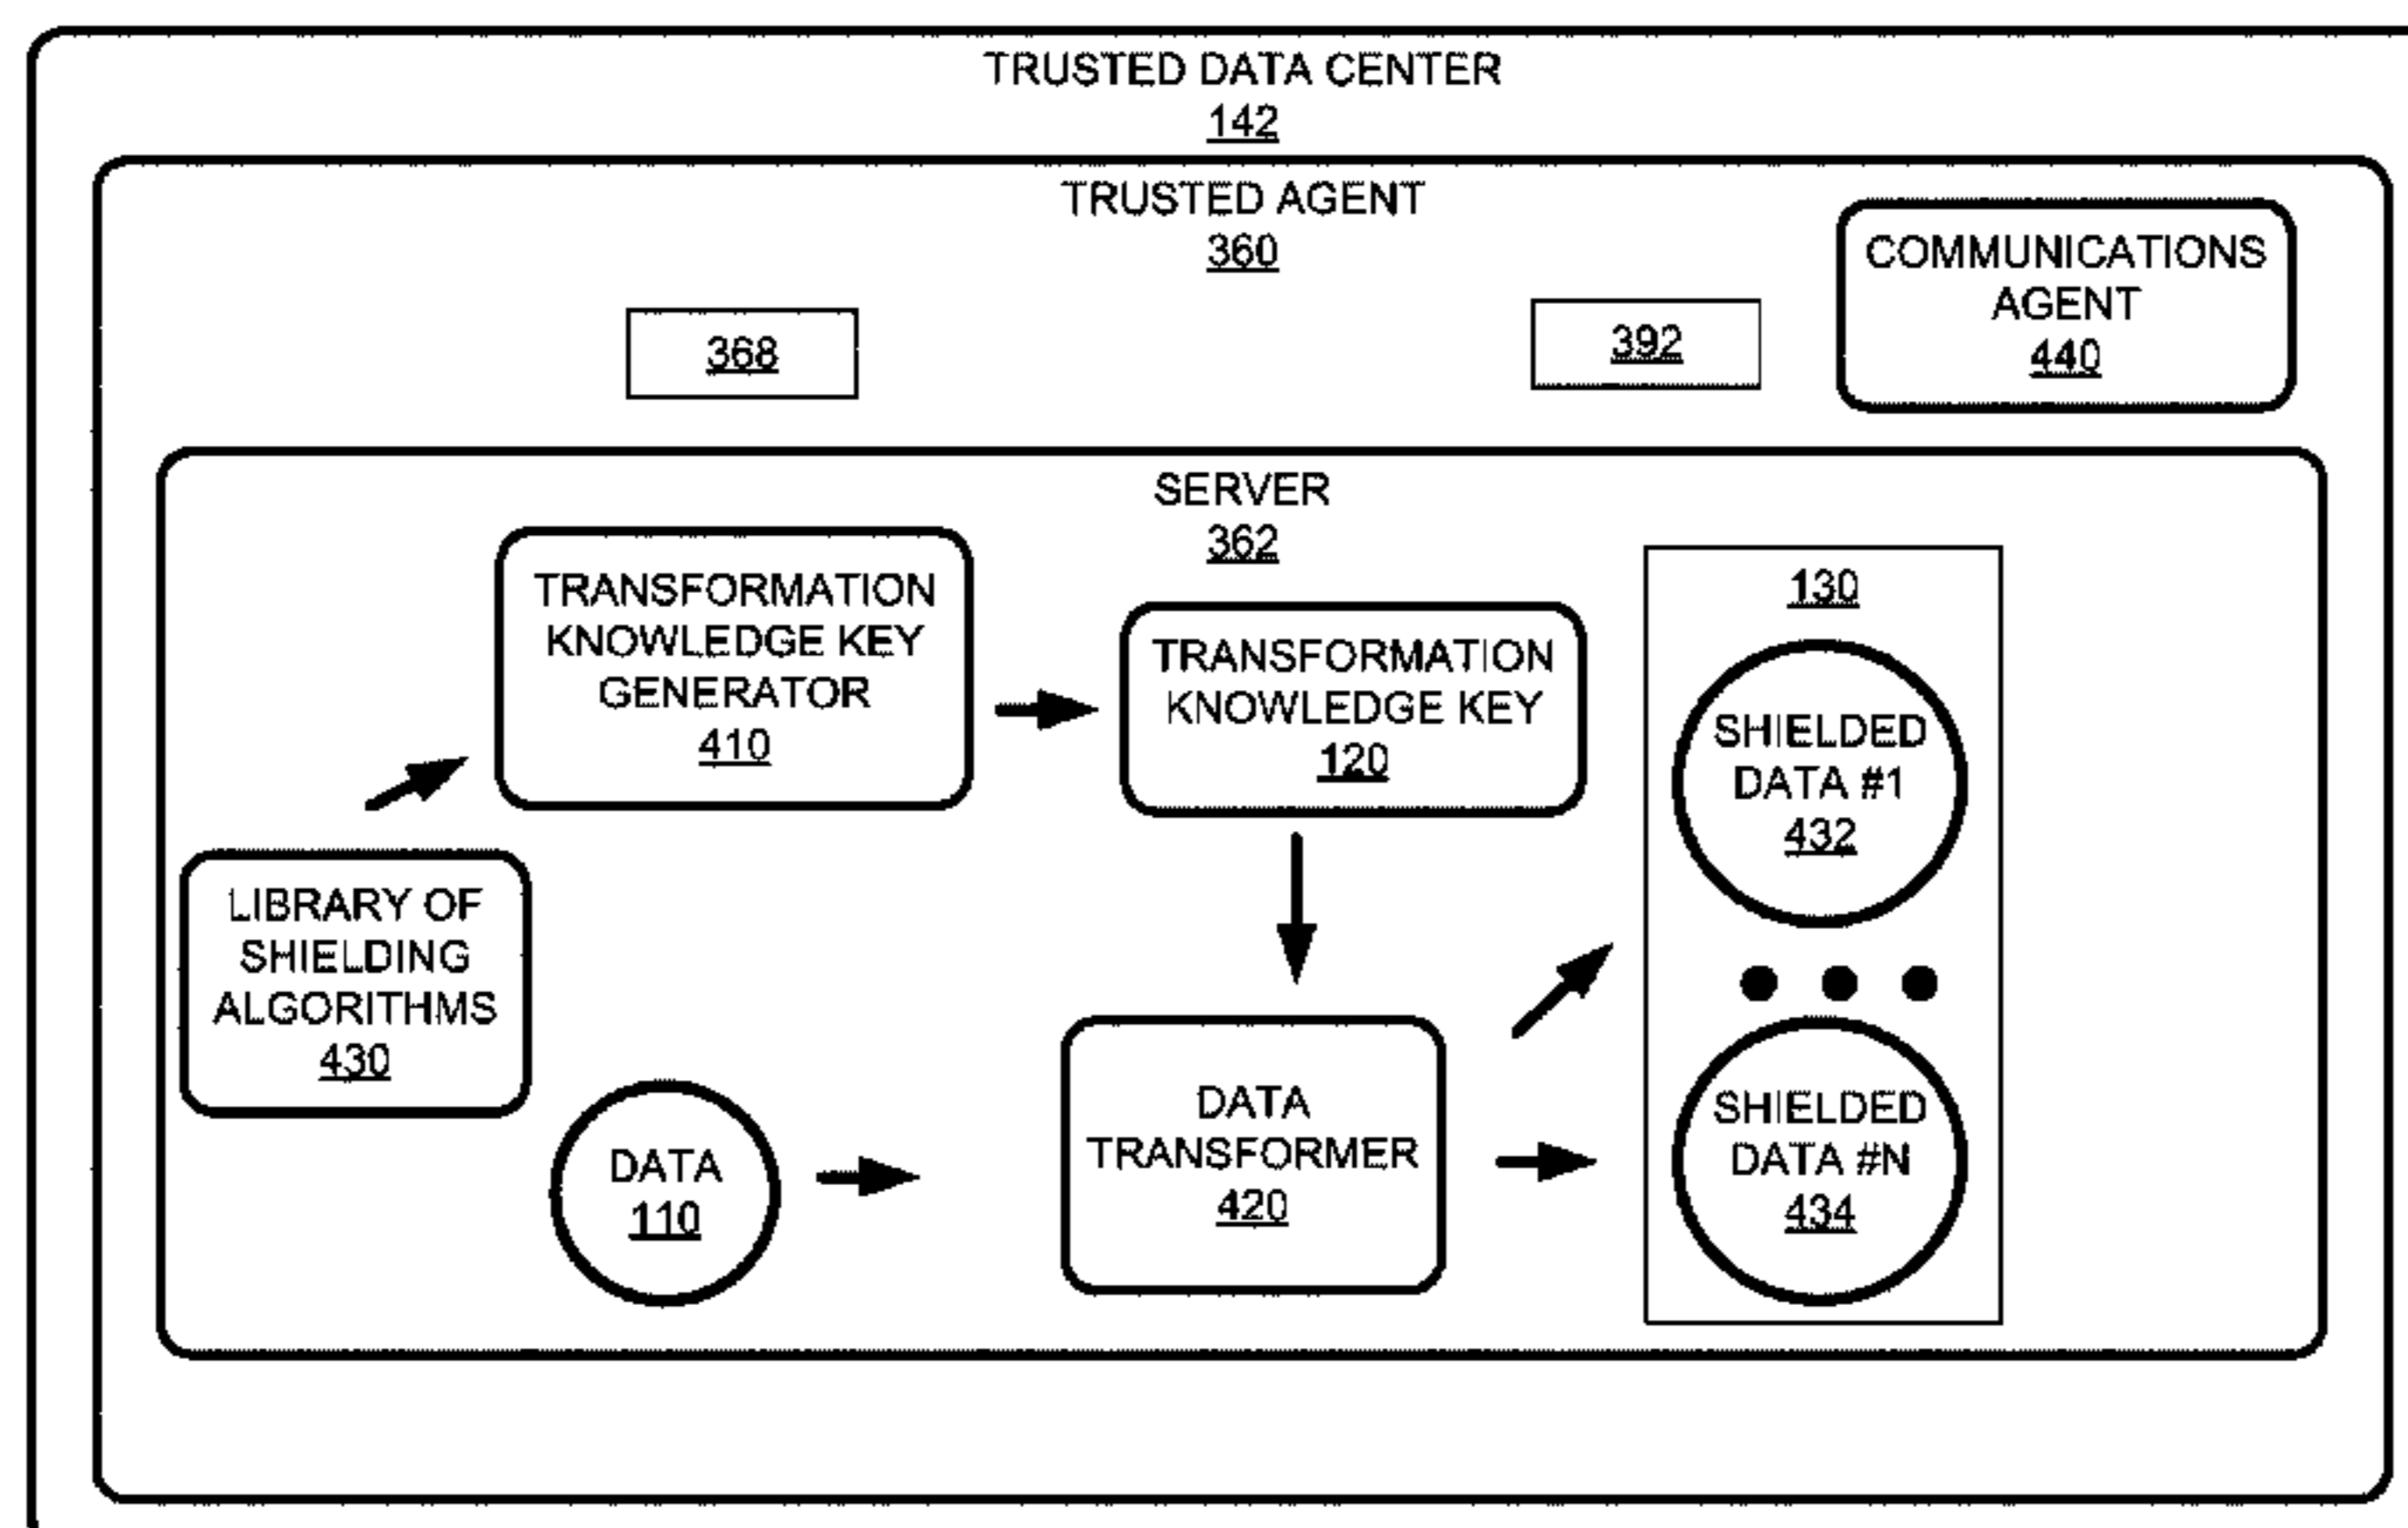 TRUSTED DATA CENTER
142
TRUSTED AGENT
360
COMMUNICATIONS
AGENT
440
368
392
SERVER
362
TRANSFORMATION
KNOWLEDGE KEY
GENERATOR
410
TRANSFORMATION
KNOWLEDGE KEY
120
130
SHIELDED
DATA #1
432
LIBRARY OF
SHIELDING
ALGORITHMS
430
DATA
110
DATA
TRANSFORMER
420
SHIELDED
DATA #N
434